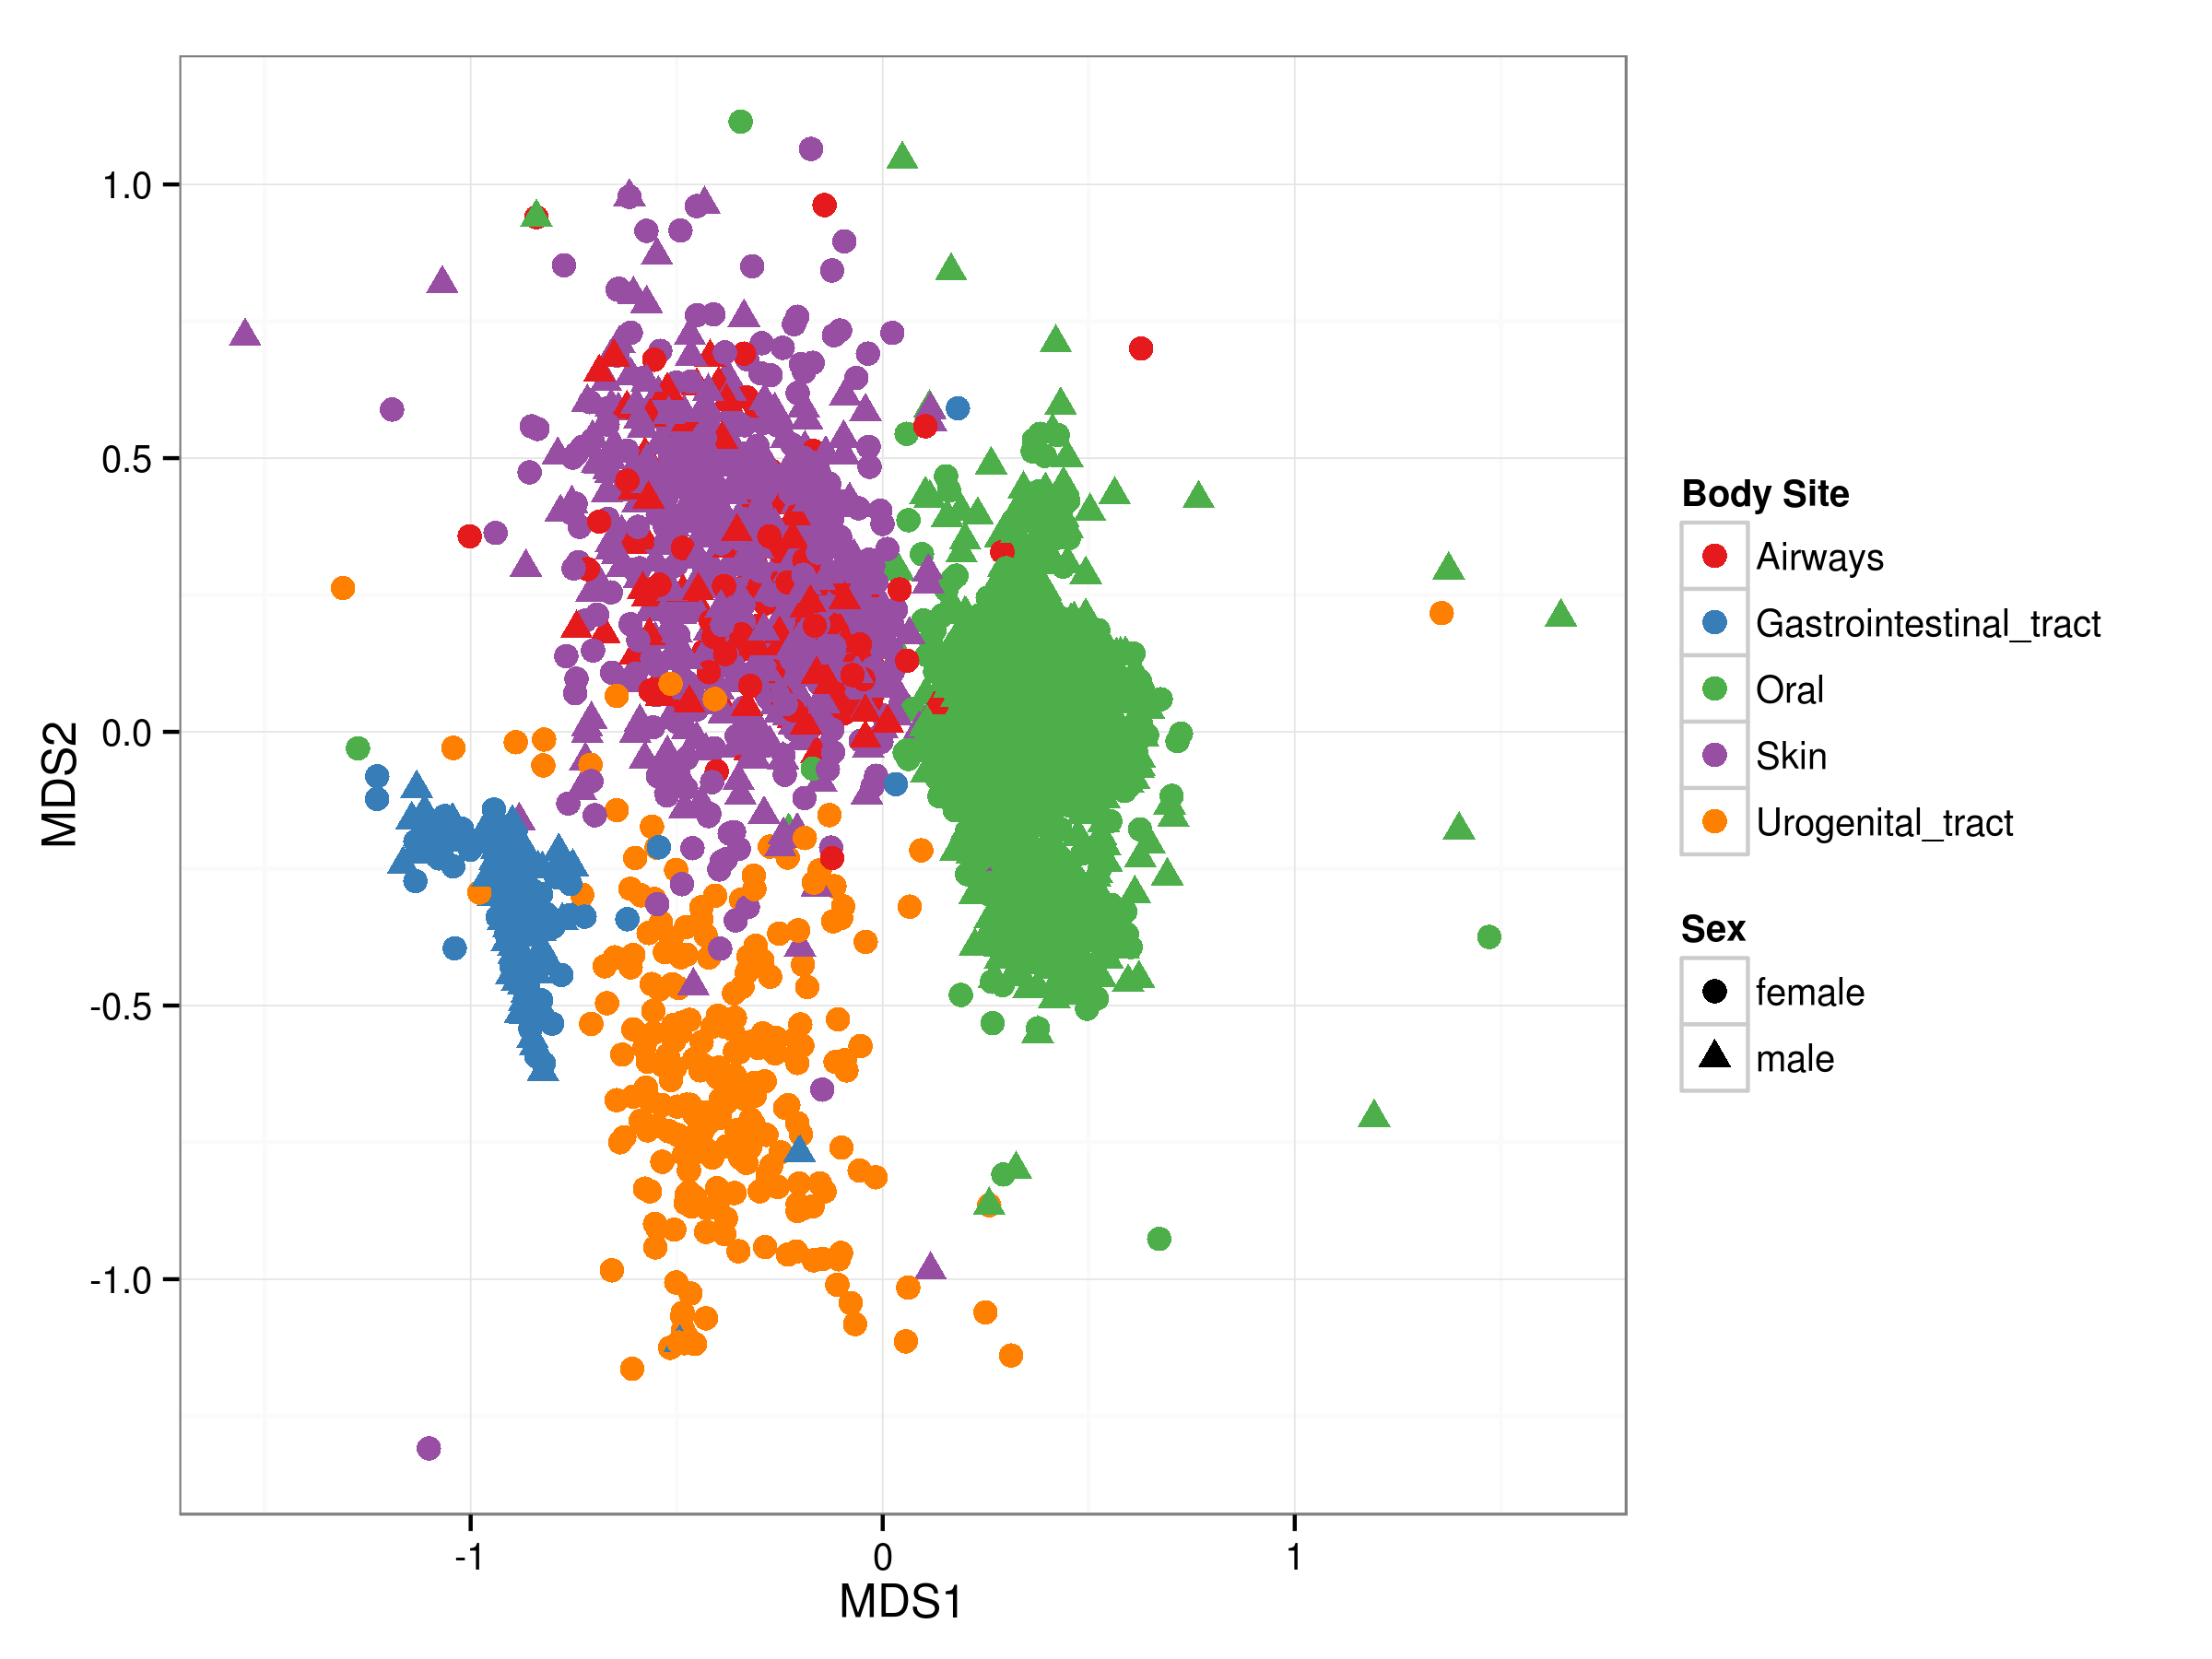 1.0
0.5
0.0
-0.5
-1.0
MDS2
-1
0
1
MDS1
Body Site
Airways
Gastrointestinal_tract
Oral
Skin
Urogenital_tract
Sex
female
male